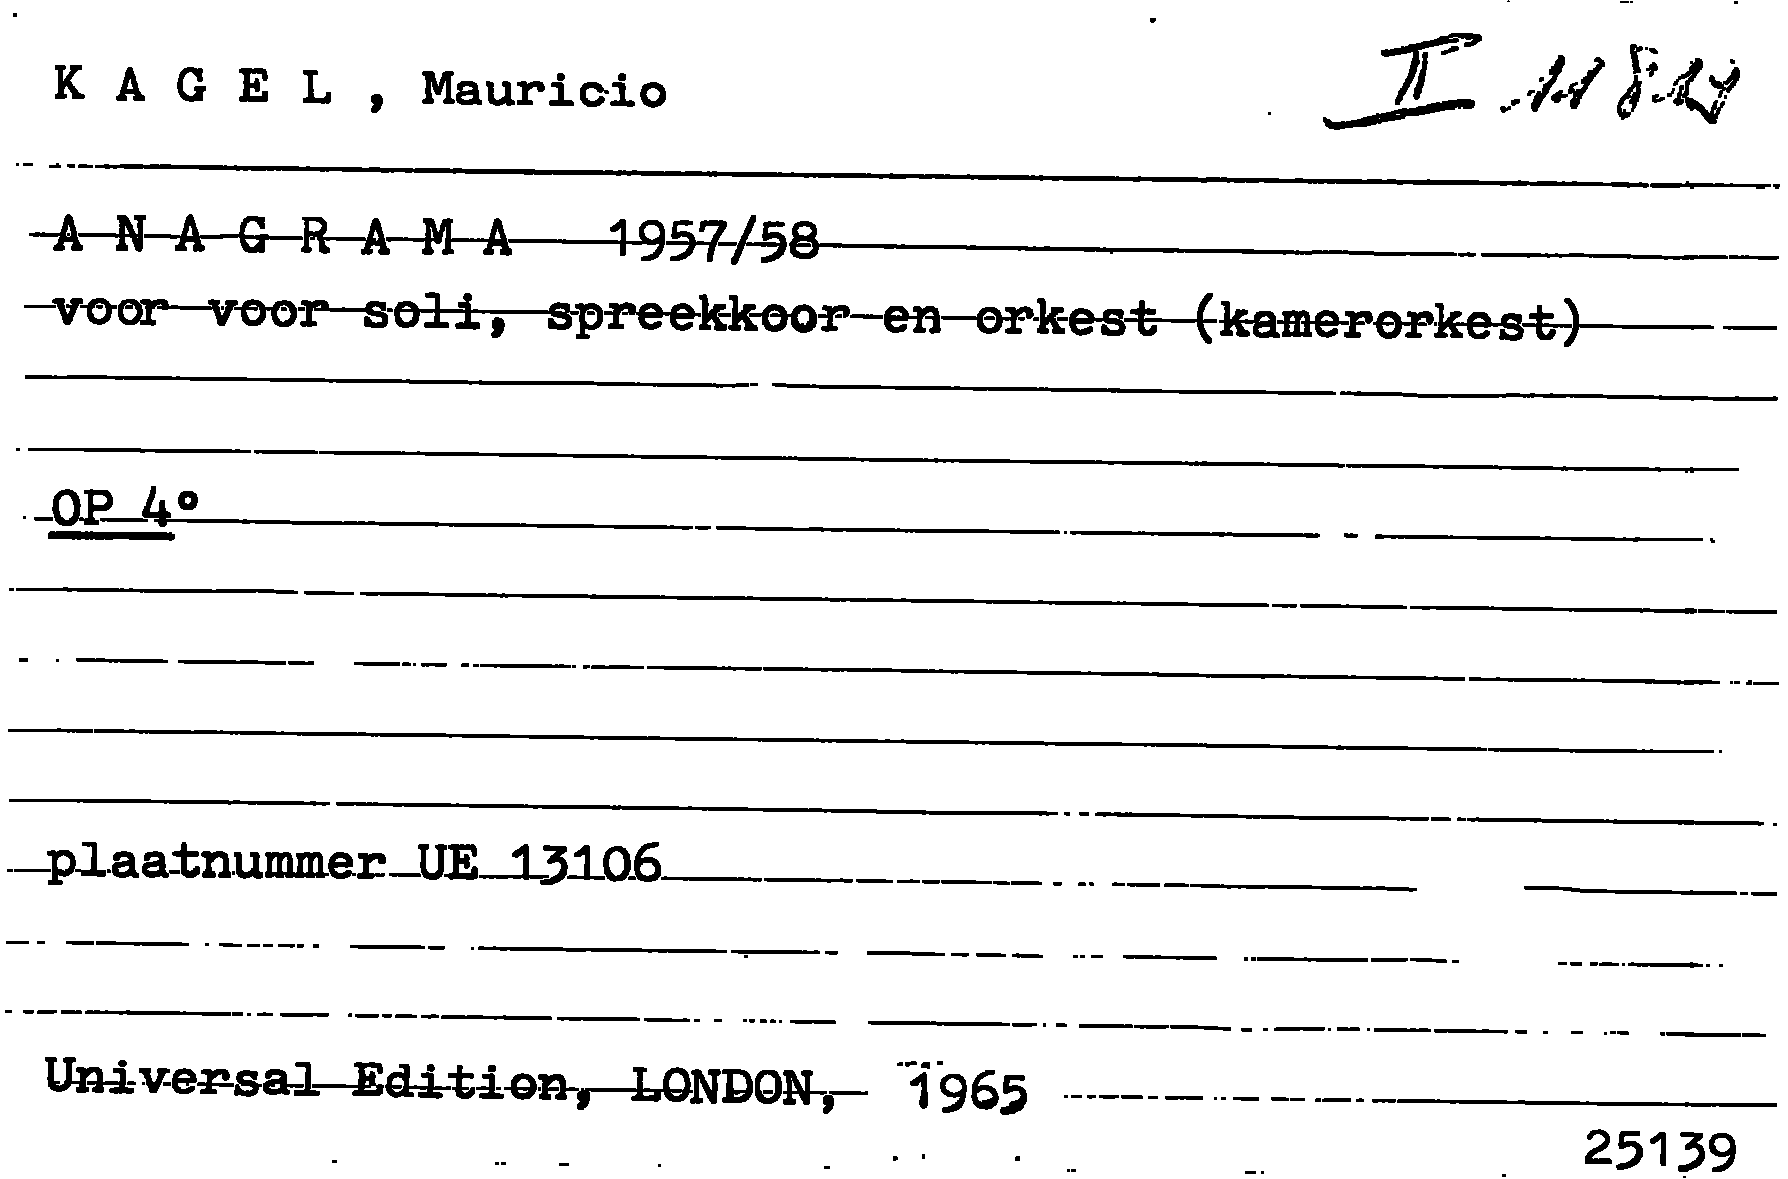 K A G E L , Mauricio
II
A N A G R A M A 1957/58
voor voor soli, spreekkoor en orkest (kamerorkest)
OP 4°
plaatnummer UE 13106
Universal Edition, LONDON, 1965
25139